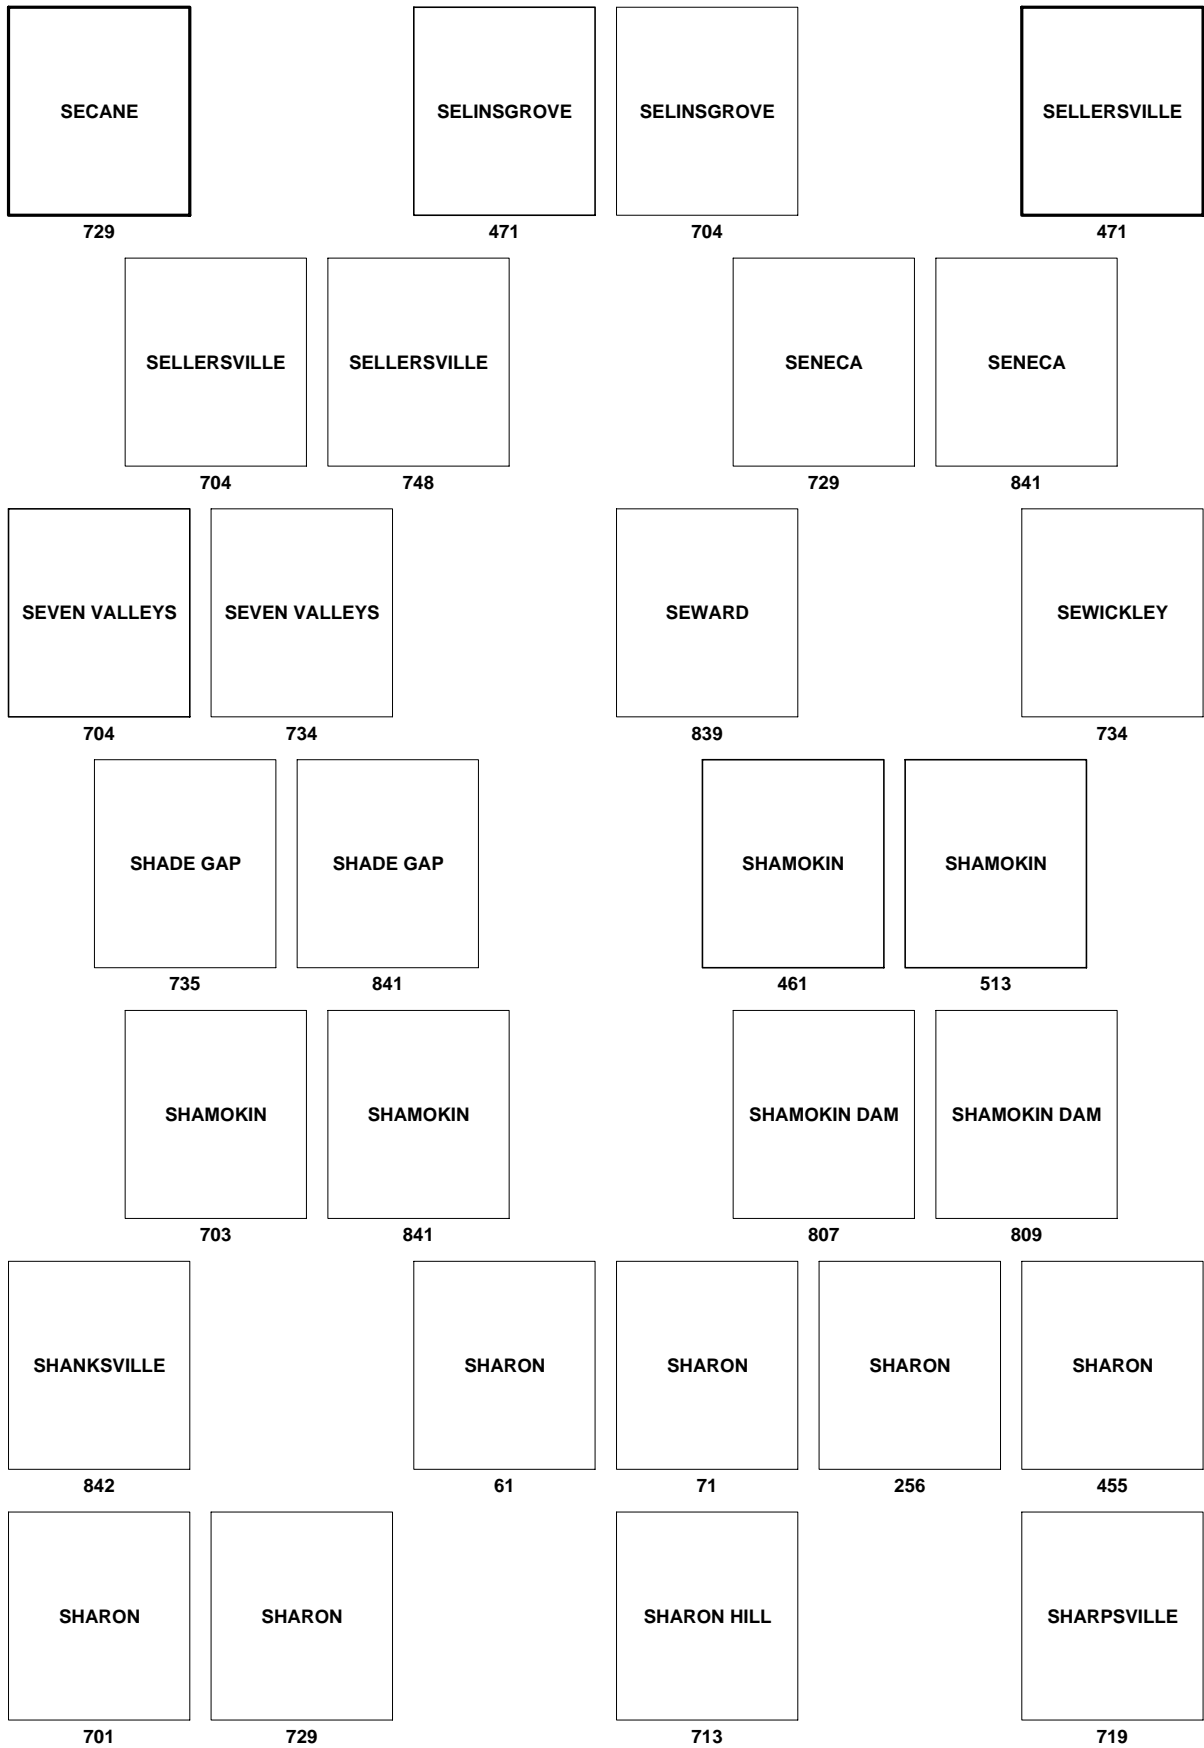 SECANE SELINSGROVE SELINSGROVE SELLERSVILLE
729 471 704 471
SELLERSVILLE SELLERSVILLE SENECA SENECA
704 748 729 841
SEVEN VALLEYS SEVEN VALLEYS SEWARD SEWICKLEY
704 734 839 734
SHADE GAP SHADE GAP SHAMOKIN SHAMOKIN
735 841 461 513
SHAMOKIN SHAMOKIN SHAMOKIN DAM SHAMOKIN DAM
703 841 807 809
SHANKSVILLE SHARON SHARON SHARON SHARON
842 61 71 256 455
SHARON SHARON SHARON HILL SHARPSVILLE
701 729 713 719